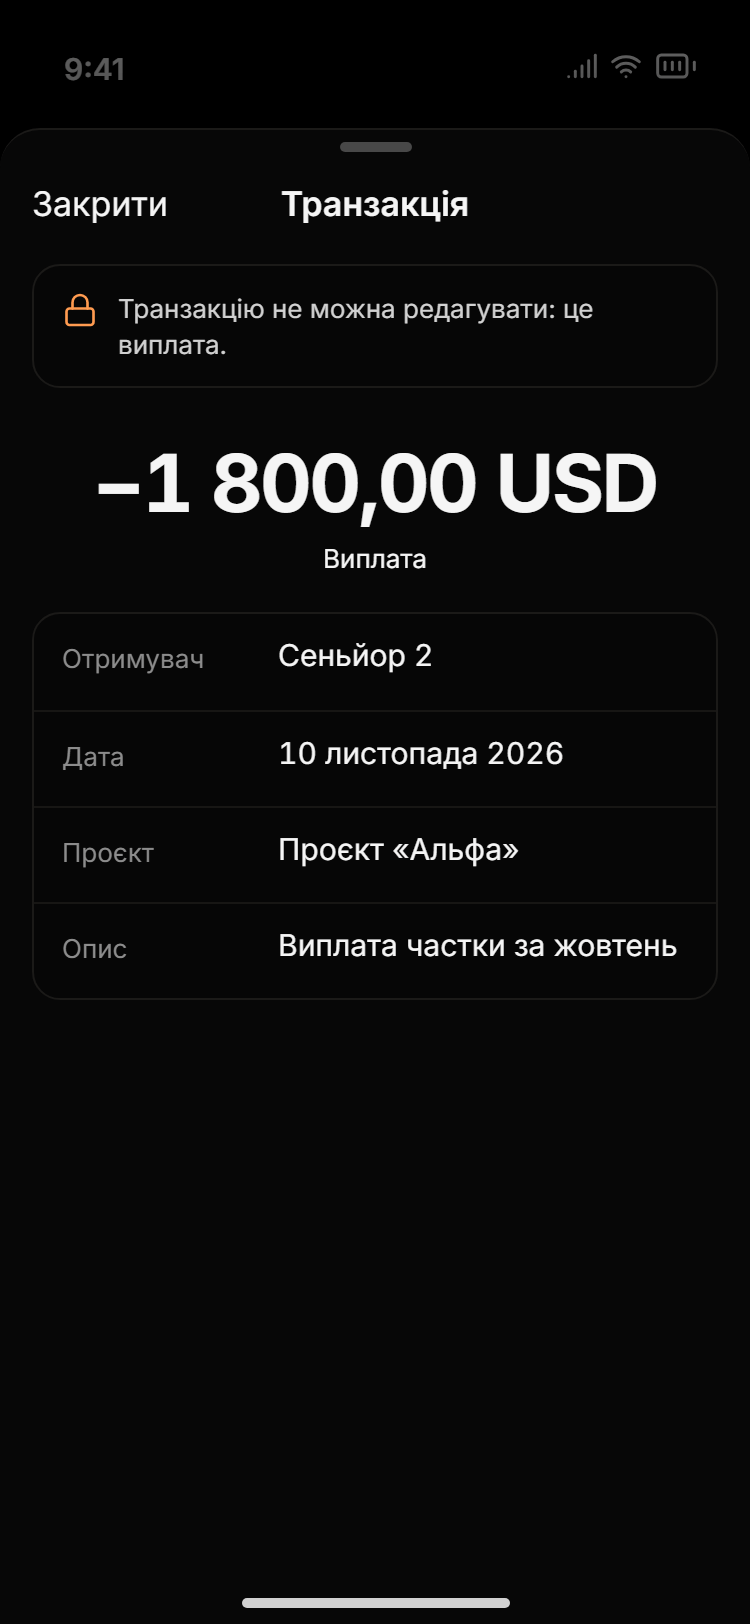 9:41
Закрити
Транзакція
Транзакцію не можна редагувати: це
виплата.
−1 800,00 USD
Виплата
Отримувач
Сеньйор 2
Дата
10 листопада 2026
Проєкт
Проєкт «Альфа»
Опис
Виплата частки за жовтень